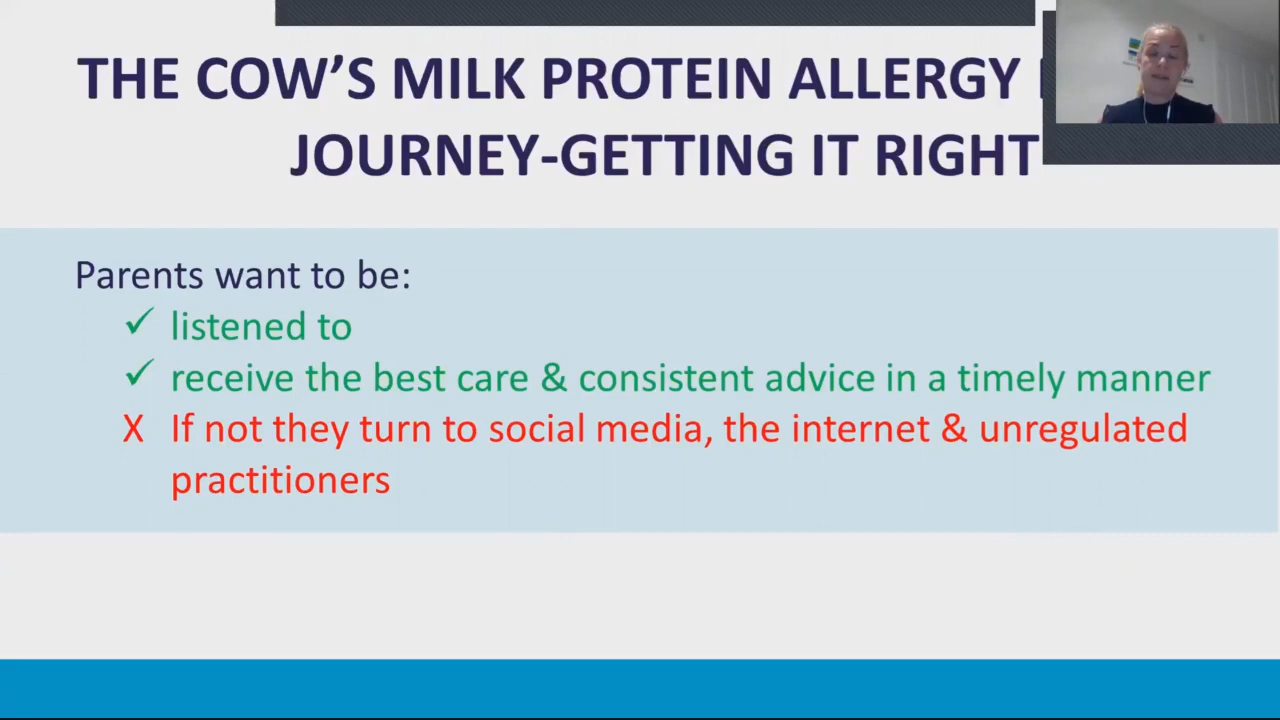 THE COW’S MILK PROTEIN ALLERGY
JOURNEY-GETTING IT RIGHT
Parents want to be:
✓ listened to
✓ receive the best care & consistent advice in a timely manner
X If not they turn to social media, the internet & unregulated
practitioners